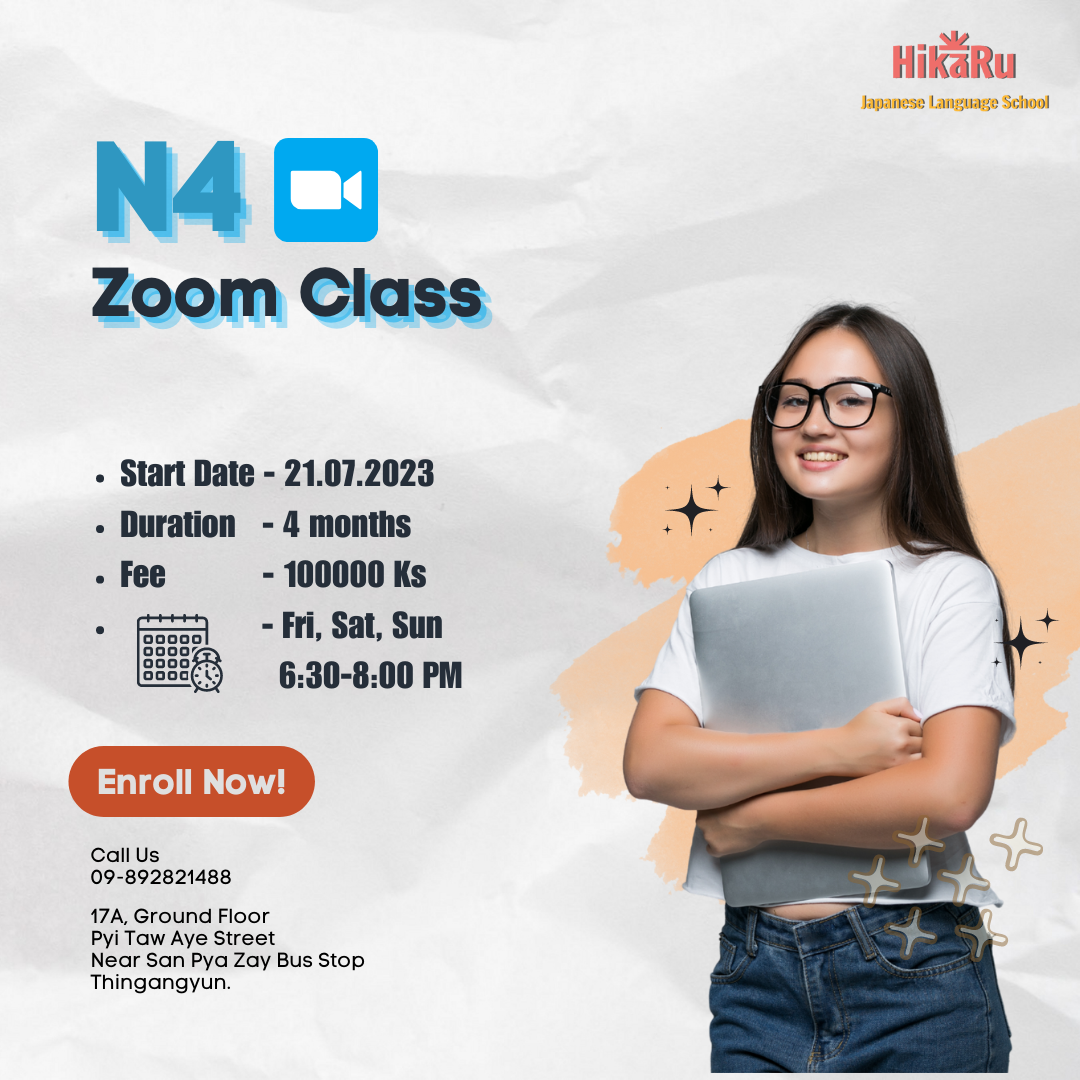 HikaRu
Japanese Language School
N4
Zoom Class
Start Date - 21.07.2023
Duration - 4 months
Fee - 100000 Ks
- Fri, Sat, Sun
6:30-8:00 PM
Enroll Now!
Call Us
09-892821488
17A, Ground Floor
Pyi Taw Aye Street
Near San Pya Zay Bus Stop
Thingangyun.